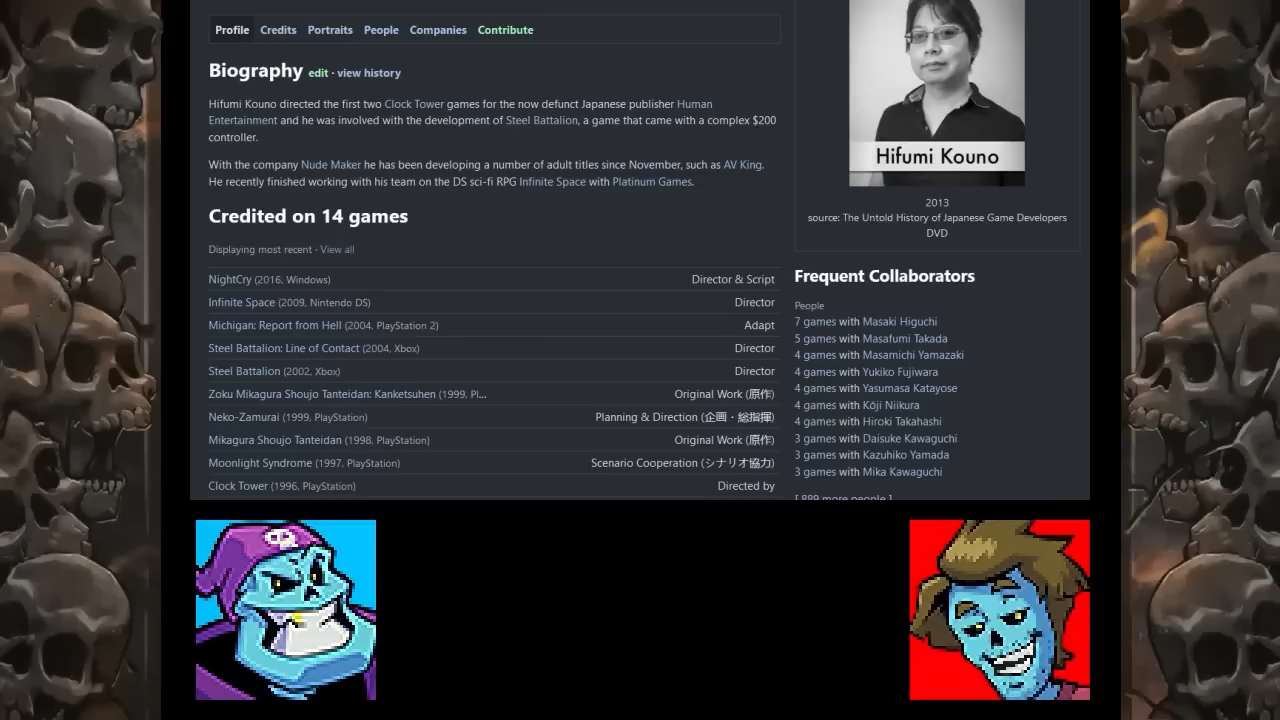 Profile Credits Portraits People Companies Contribute
Biography edit · view history
Hifumi Kouno directed the first two Clock Tower games for the now defunct Japanese publisher Human
Entertainment and he was involved with the development of Steel Battalion, a game that came with a complex $200
controller.
With the company Nude Maker he has been developing a number of adult titles since November, such as AV King.
He recently finished working with his team on the DS sci-fi RPG Infinite Space with Platinum Games.
Credited on 14 games
Displaying most recent · View all
NightCry (2016, Windows) Director & Script
Infinite Space (2009, Nintendo DS) Director
Michigan: Report from Hell (2004, PlayStation 2) Adapt
Steel Battalion: Line of Contact (2004, Xbox) Director
Steel Battalion (2002, Xbox) Director
Zoku Mikagura Shoujo Tanteidan: Kanketsuhen (1999, Pl... Original Work (原作)
Neko-Zamurai (1999, PlayStation) Planning & Direction (企画・総指揮)
Mikagura Shoujo Tanteidan (1998, PlayStation) Original Work (原作)
Moonlight Syndrome (1997, PlayStation) Scenario Cooperation (シナリオ協力)
Clock Tower (1996, PlayStation) Directed by
Hifumi Kouno
2013
source: The Untold History of Japanese Game Developers
DVD
Frequent Collaborators
People
7 games with Masaki Higuchi
5 games with Masafumi Takada
4 games with Masamichi Yamazaki
4 games with Yukiko Fujiwara
4 games with Yasumasa Katayose
4 games with Kōji Niikura
4 games with Hiroki Takahashi
3 games with Daisuke Kawaguchi
3 games with Kazuhiko Yamada
3 games with Mika Kawaguchi
[ 889 more people ]